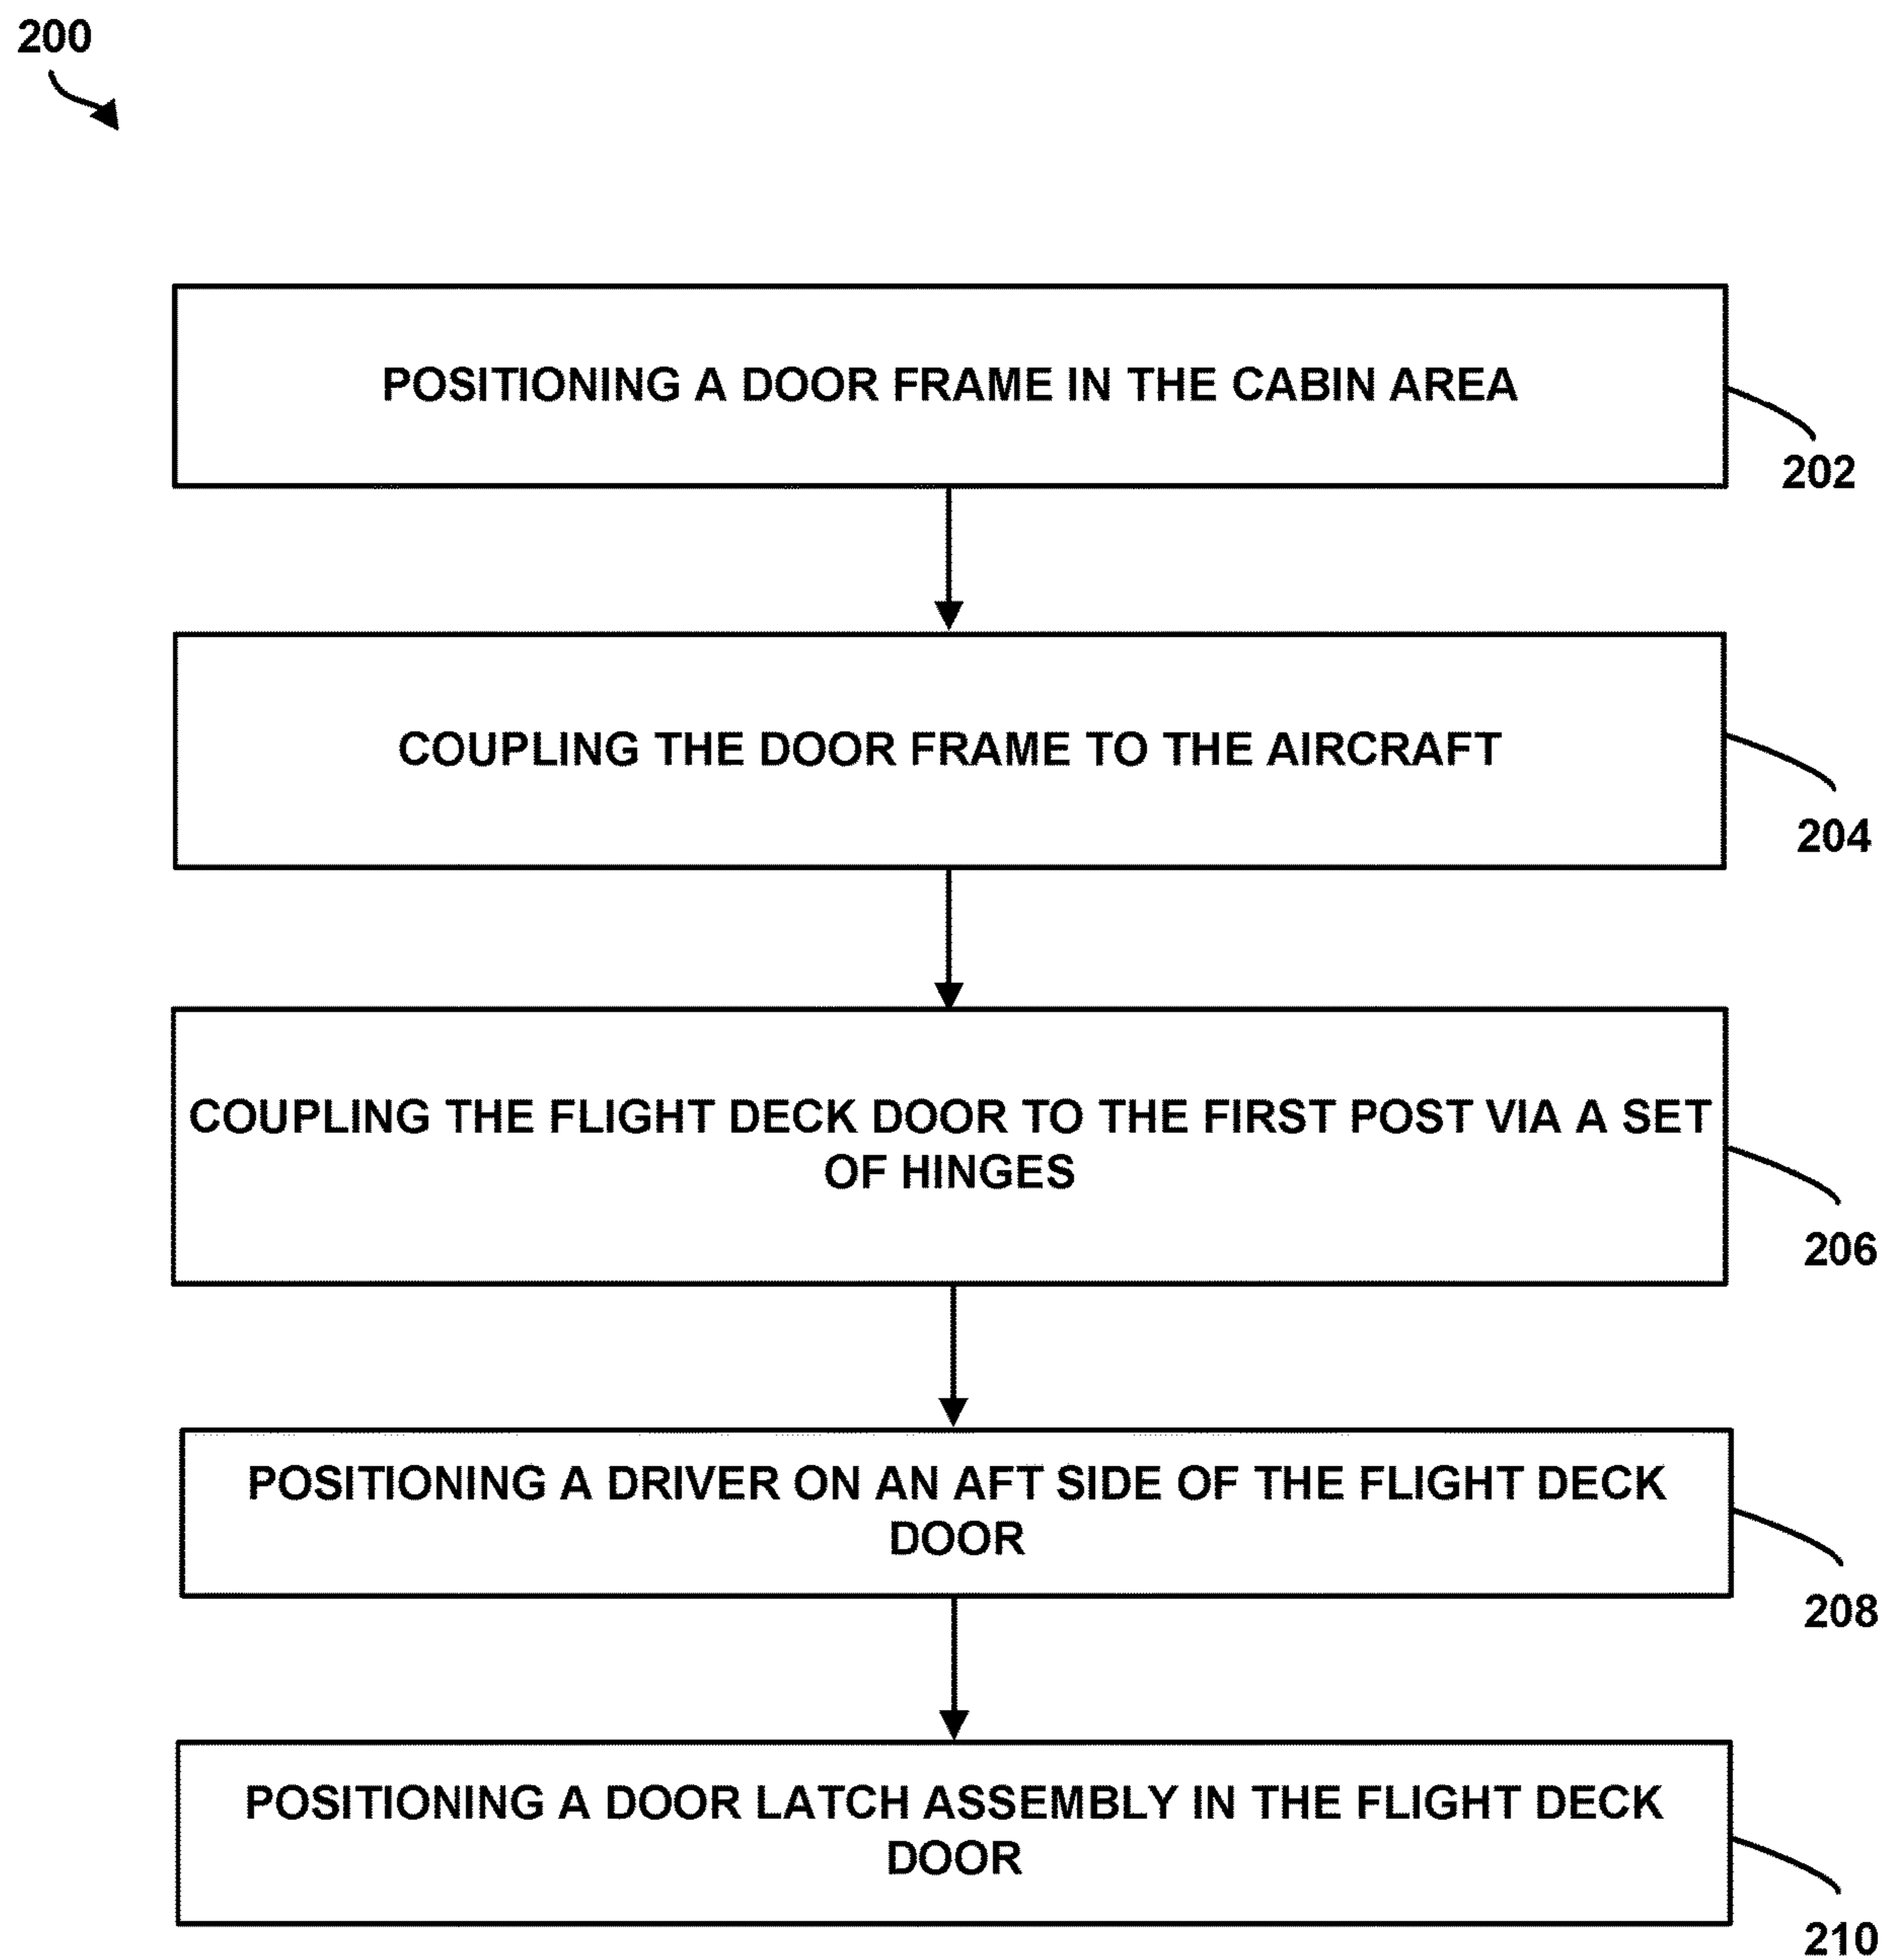 200
POSITIONING A DOOR FRAME IN THE CABIN AREA
202
COUPLING THE DOOR FRAME TO THE AIRCRAFT
204
COUPLING THE FLIGHT DECK DOOR TO THE FIRST POST VIA A SET
OF HINGES
206
POSITIONING A DRIVER ON AN AFT SIDE OF THE FLIGHT DECK
DOOR
208
POSITIONING A DOOR LATCH ASSEMBLY IN THE FLIGHT DECK
DOOR
210